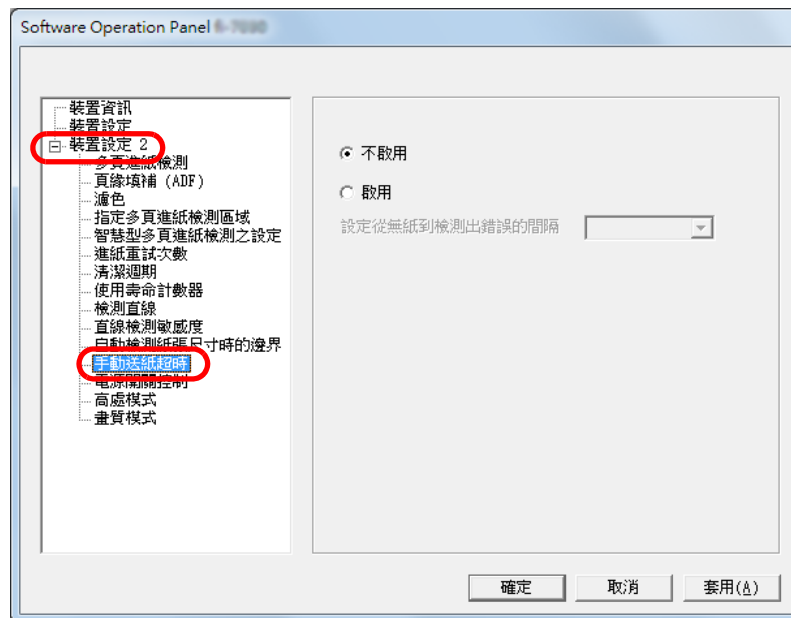 Software Operation Panel
裝置資訊
裝置設定
裝置設定 2
多頁進紙檢測
頁緣填補 (ADF)
濾色
指定多頁進紙檢測區域
智慧型多頁進紙檢測之設定
進紙重試次數
清潔週期
使用壽命計數器
檢測直線
直線檢測敏感度
自動檢測紙張尺寸時的邊界
手動送紙超時
電源開關控制
高處模式
畫質模式
不啟用
啟用
設定從無紙到檢測出錯誤的間隔
確定
取消
套用(A)